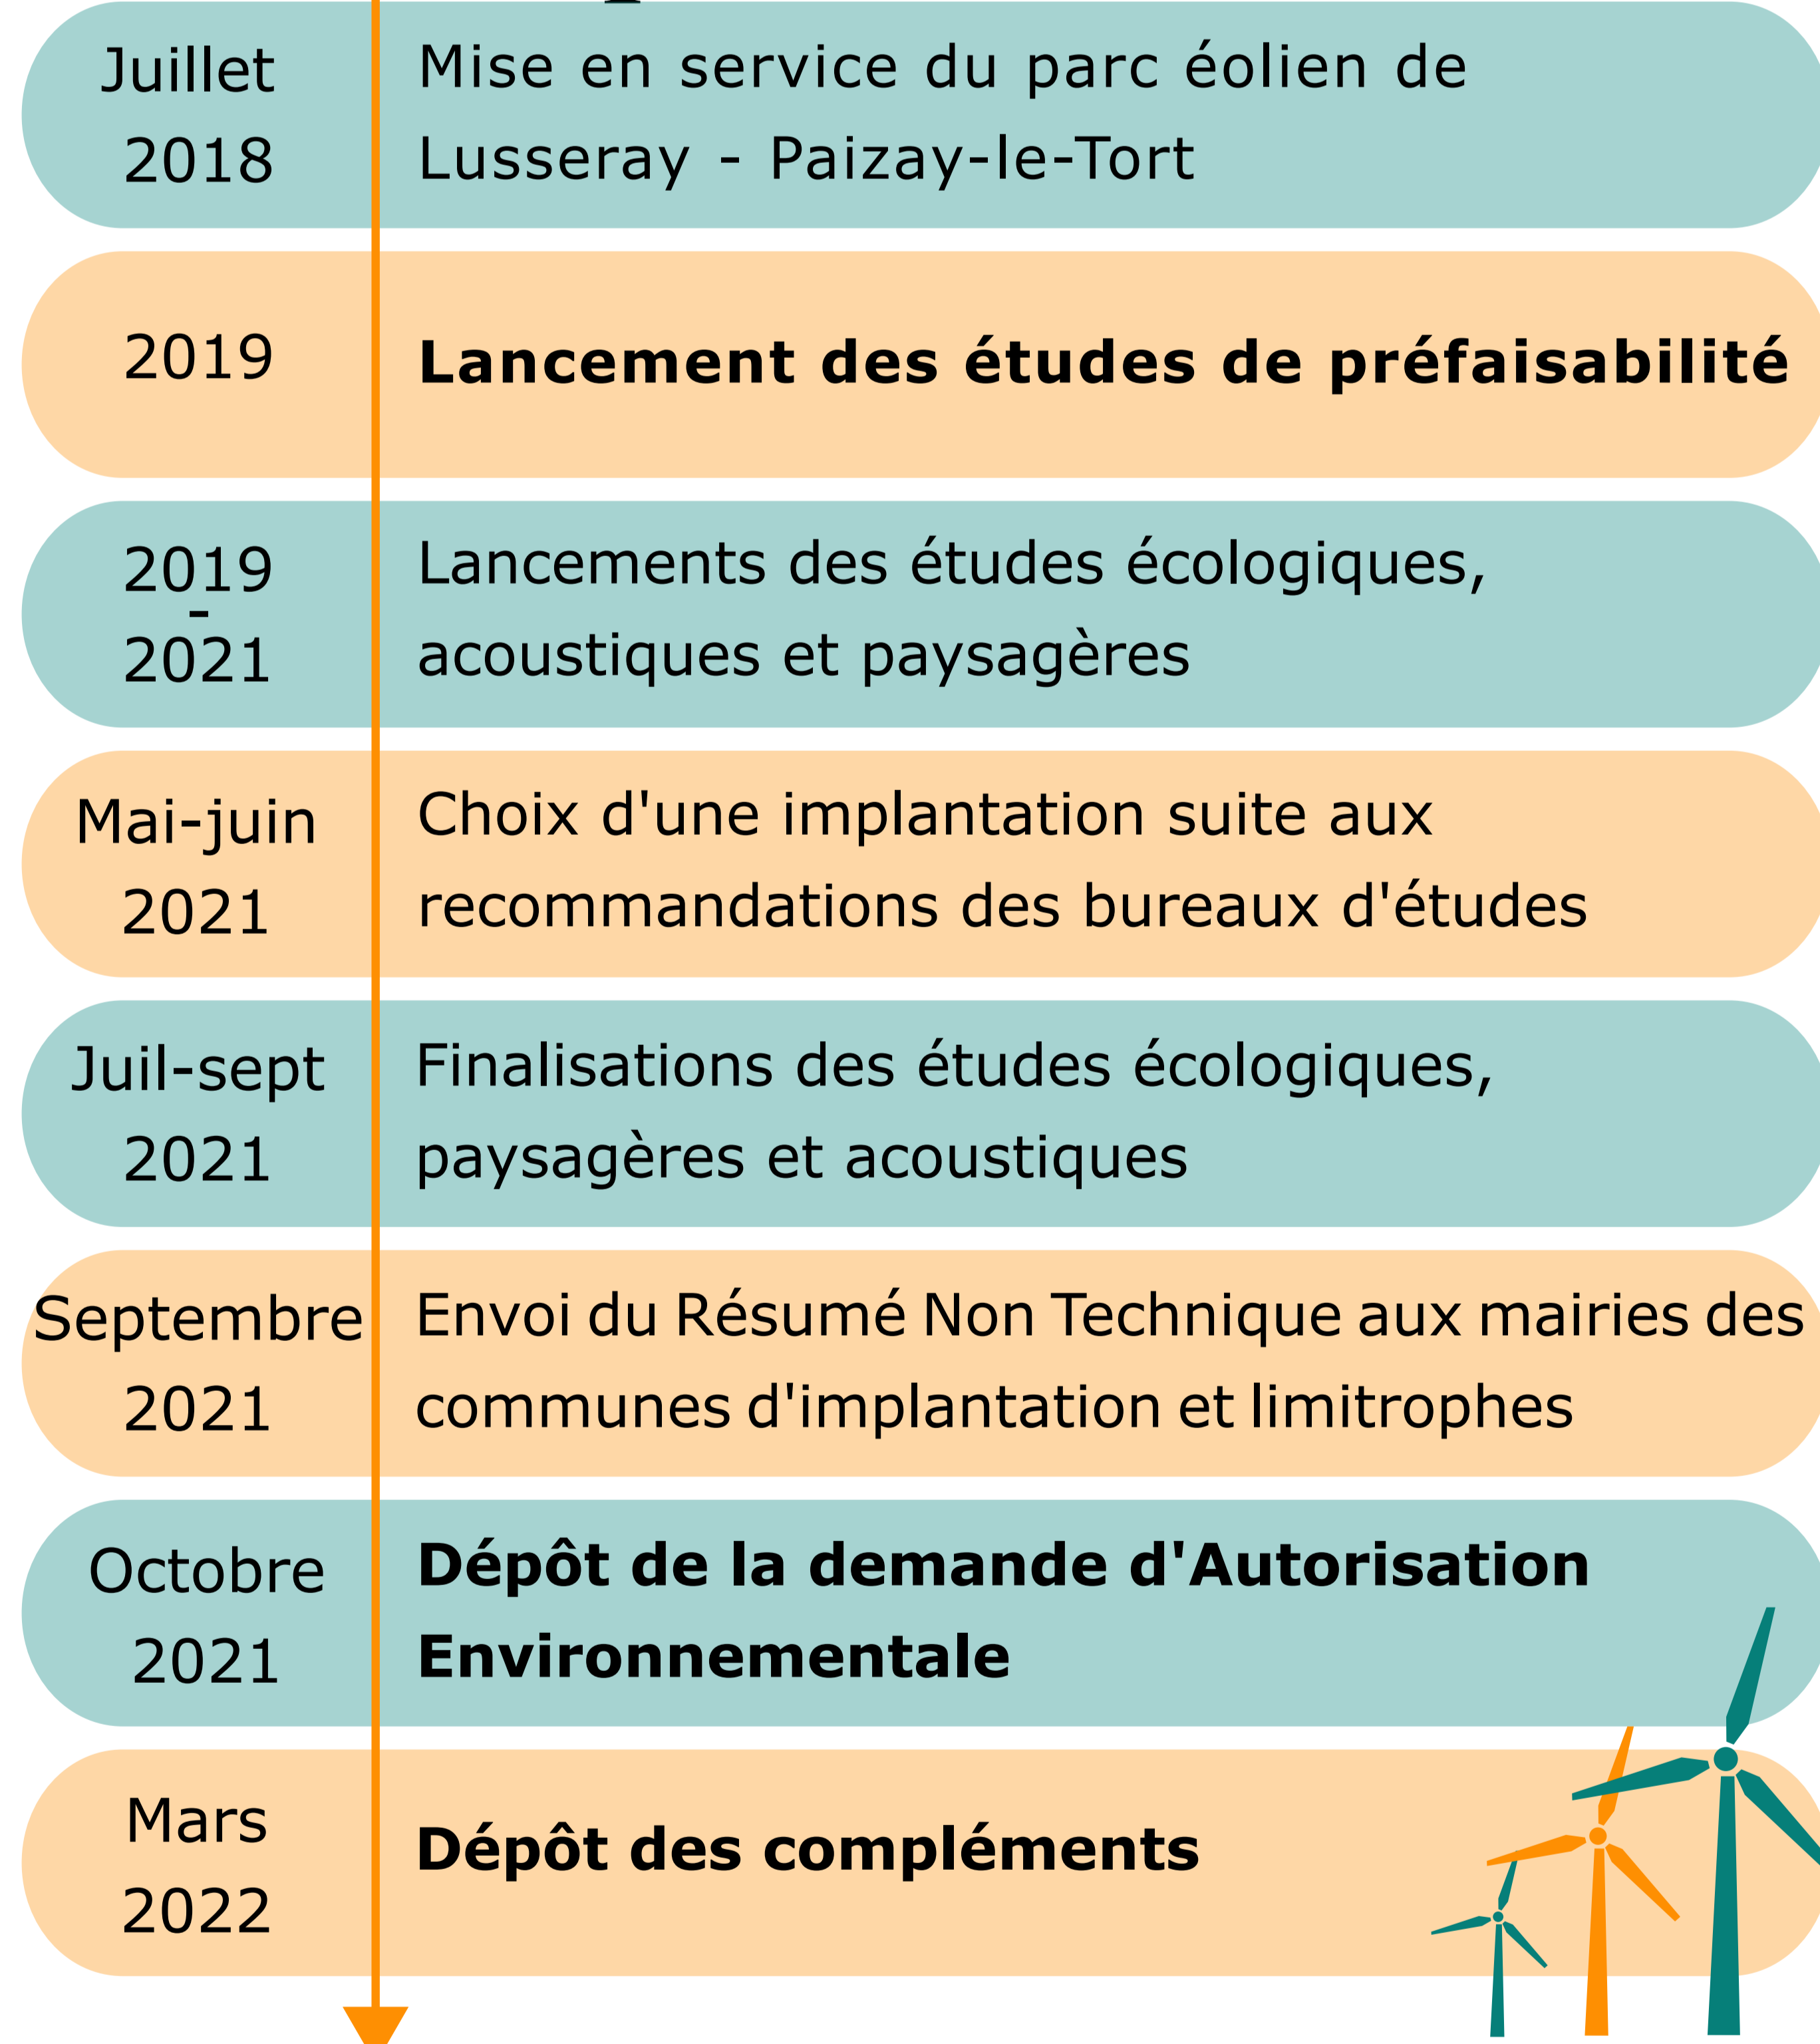 Juillet
2018
Mise en service du parc éolien de
Lusseray - Paizay-le-Tort
2019
Lancement des études de préfaisabilité
2019
-
2021
Lancements des études écologiques,
acoustiques et paysagères
Mai-juin
2021
Choix d'une implantation suite aux
recommandations des bureaux d'études
Juil-sept
2021
Finalisations des études écologiques,
paysagères et acoustiques
Septembre
2021
Envoi du Résumé Non Technique aux mairies des
communes d'implantation et limitrophes
Octobre
2021
Dépôt de la demande d'Autorisation
Environnementale
Mars
2022
Dépôt des compléments